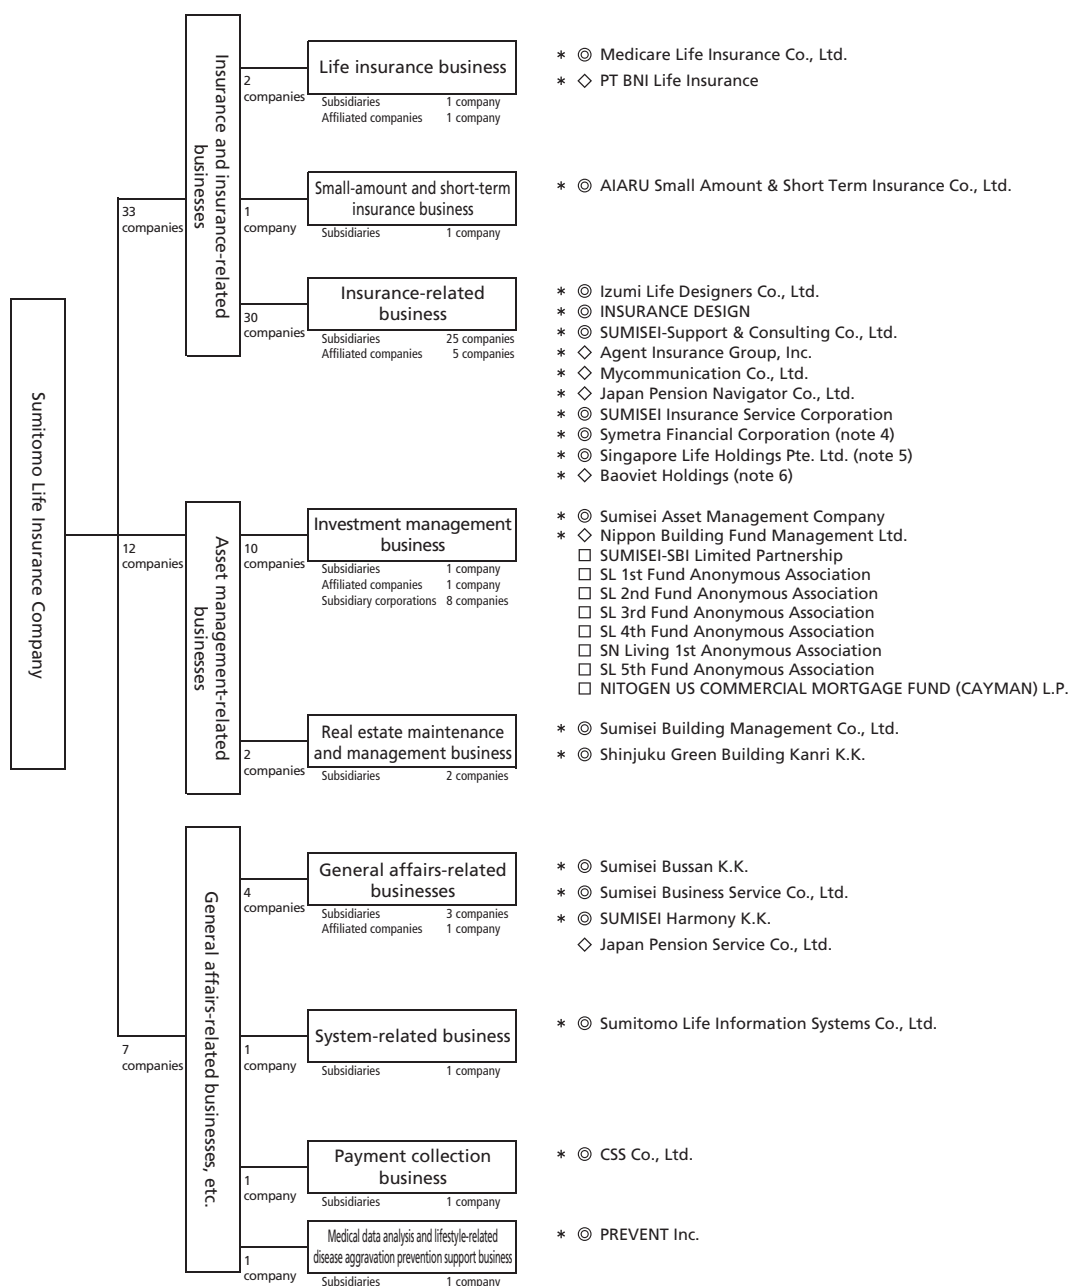 Sumitomo Life Insurance Company
33
companies
Insurance and insurance-related
businesses
2
companies
Life insurance business
Subsidiaries 1 company
Affiliated companies 1 company
* ◎ Medicare Life Insurance Co., Ltd.
* ◇ PT BNI Life Insurance
1
company
Small-amount and short-term
insurance business
Subsidiaries 1 company
* ◎ AIARU Small Amount & Short Term Insurance Co., Ltd.
30
companies
Insurance-related
business
Subsidiaries 25 companies
Affiliated companies 5 companies
* ◎ Izumi Life Designers Co., Ltd.
* ◎ INSURANCE DESIGN
* ◎ SUMISEI-Support & Consulting Co., Ltd.
* ◇ Agent Insurance Group, Inc.
* ◇ Mycommunication Co., Ltd.
* ◇ Japan Pension Navigator Co., Ltd.
* ◎ SUMISEI Insurance Service Corporation
* ◎ Symetra Financial Corporation (note 4)
* ◎ Singapore Life Holdings Pte. Ltd. (note 5)
* ◇ Baoviet Holdings (note 6)
12
companies
Asset management-related
businesses
10
companies
Investment management
business
Subsidiaries 1 company
Affiliated companies 1 company
Subsidiary corporations 8 companies
* ◎ Sumisei Asset Management Company
* ◇ Nippon Building Fund Management Ltd.
□ SUMISEI-SBI Limited Partnership
□ SL 1st Fund Anonymous Association
□ SL 2nd Fund Anonymous Association
□ SL 3rd Fund Anonymous Association
□ SL 4th Fund Anonymous Association
□ SN Living 1st Anonymous Association
□ SL 5th Fund Anonymous Association
□ NITOGEN US COMMERCIAL MORTGAGE FUND (CAYMAN) L.P.
2
companies
Real estate maintenance
and management business
Subsidiaries 2 companies
* ◎ Sumisei Building Management Co., Ltd.
* ◎ Shinjuku Green Building Kanri K.K.
7
companies
General affairs-related businesses, etc.
4
companies
General affairs-related
businesses
Subsidiaries 3 companies
Affiliated companies 1 company
* ◎ Sumisei Bussan K.K.
* ◎ Sumisei Business Service Co., Ltd.
* ◎ SUMISEI Harmony K.K.
◇ Japan Pension Service Co., Ltd.
1
company
System-related business
Subsidiaries 1 company
* ◎ Sumitomo Life Information Systems Co., Ltd.
1
company
Payment collection
business
Subsidiaries 1 company
* ◎ CSS Co., Ltd.
1
company
Medical data analysis and lifestyle-related
disease aggravation prevention support business
Subsidiaries 1 company
* ◎ PREVENT Inc.